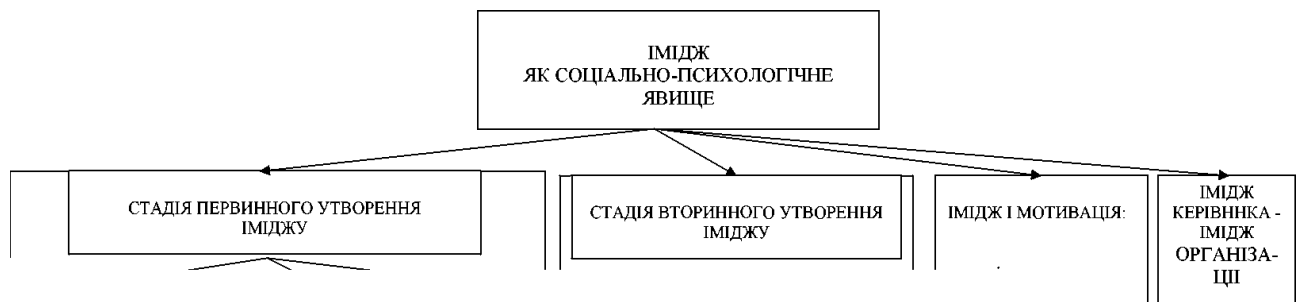 ІМІДЖ
ЯК СОЦІАЛЬНО-ПСИХОЛОГІЧНЕ
ЯВИЩЕ
СТАДІЯ ПЕРВИННОГО УТВОРЕННЯ
ІМІДЖУ
СТАДІЯ ВТОРИННОГО УТВОРЕННЯ
ІМІДЖУ
ІМІДЖ І МОТИВАЦІЯ:
ІМІДЖ
КЕРІВНИКА -
ІМІДЖ
ОРГАНІЗА-
ЦІЇ